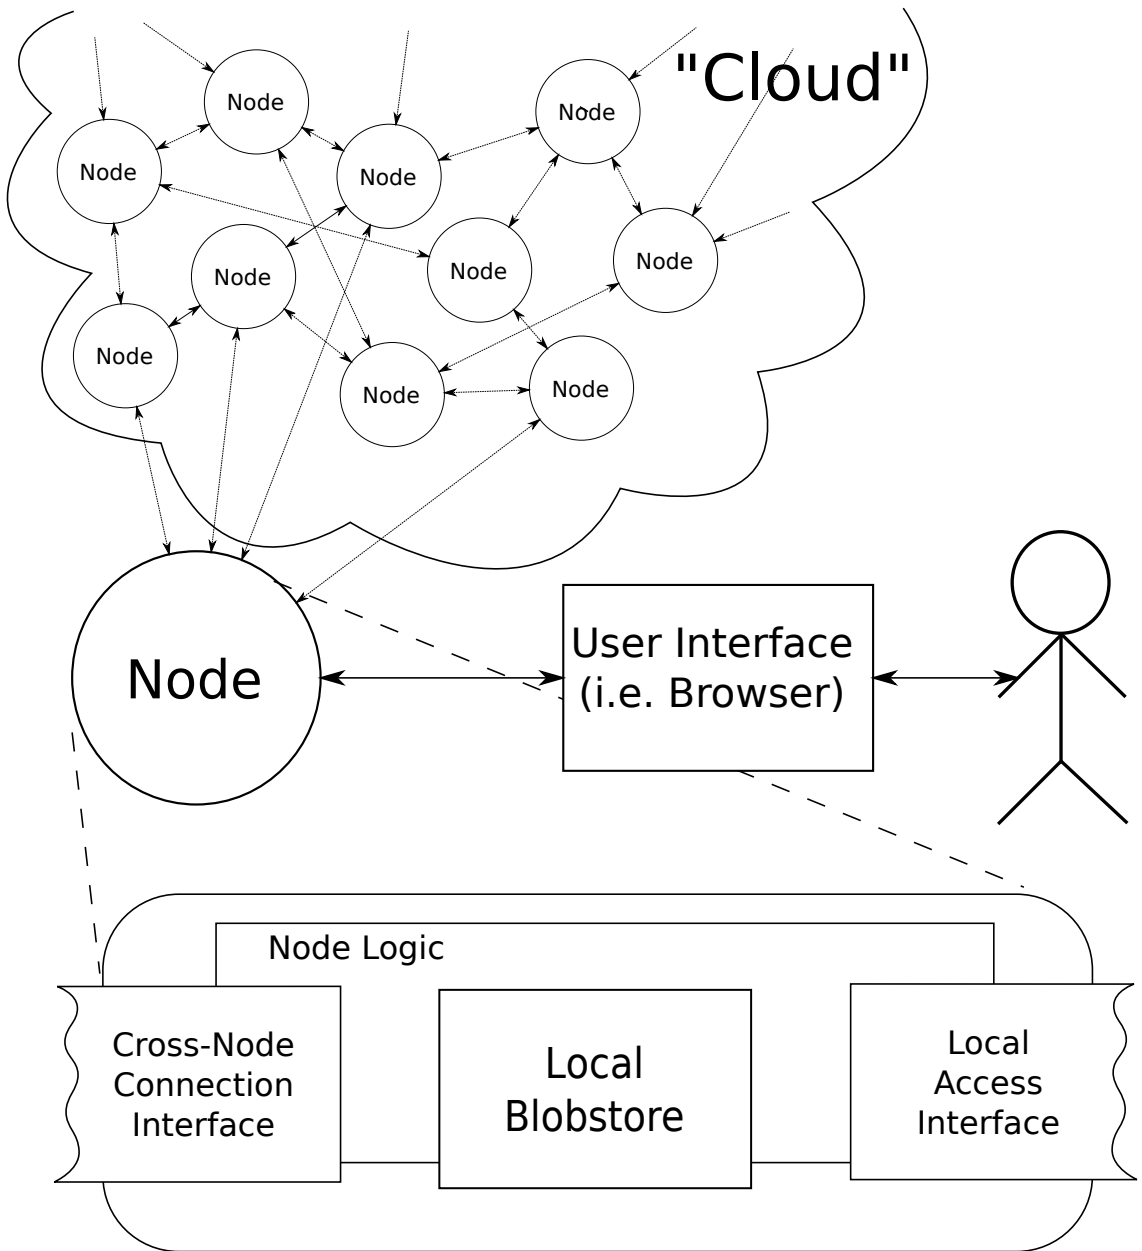 "Cloud"
Node
Node
Node
Node
Node
Node
Node
Node
Node
Node
Node
User Interface
(i.e. Browser)
Node Logic
Cross-Node
Connection
Interface
Local
Blobstore
Local
Access
Interface